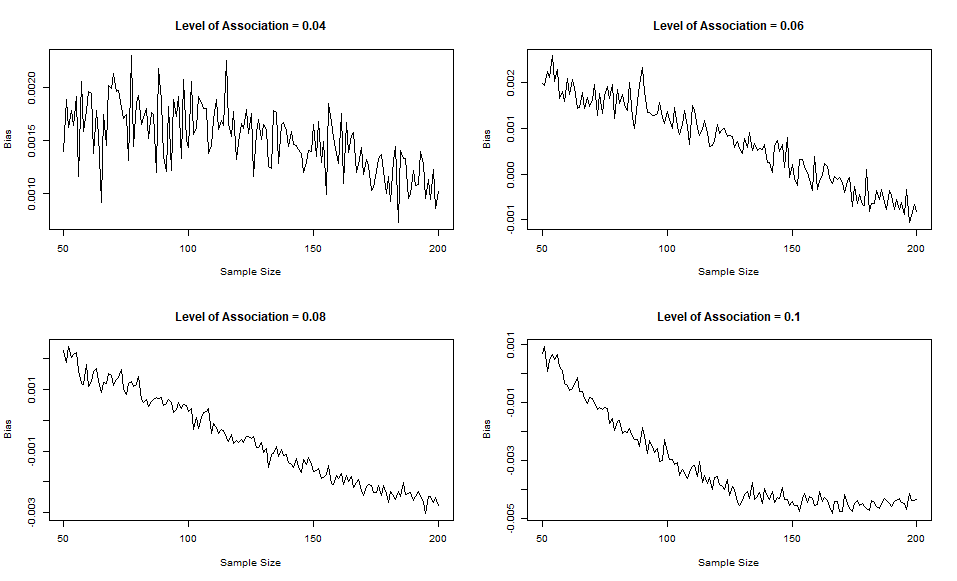 Level of Association = 0.04
Bias
0.0020
0.0015
0.0010
50 100 150 200
Sample Size
Level of Association = 0.06
Bias
0.002
0.001
0.000
-0.001
50 100 150 200
Sample Size
Level of Association = 0.08
Bias
0.001
-0.001
-0.003
50 100 150 200
Sample Size
Level of Association = 0.1
Bias
0.001
-0.001
-0.003
-0.005
50 100 150 200
Sample Size